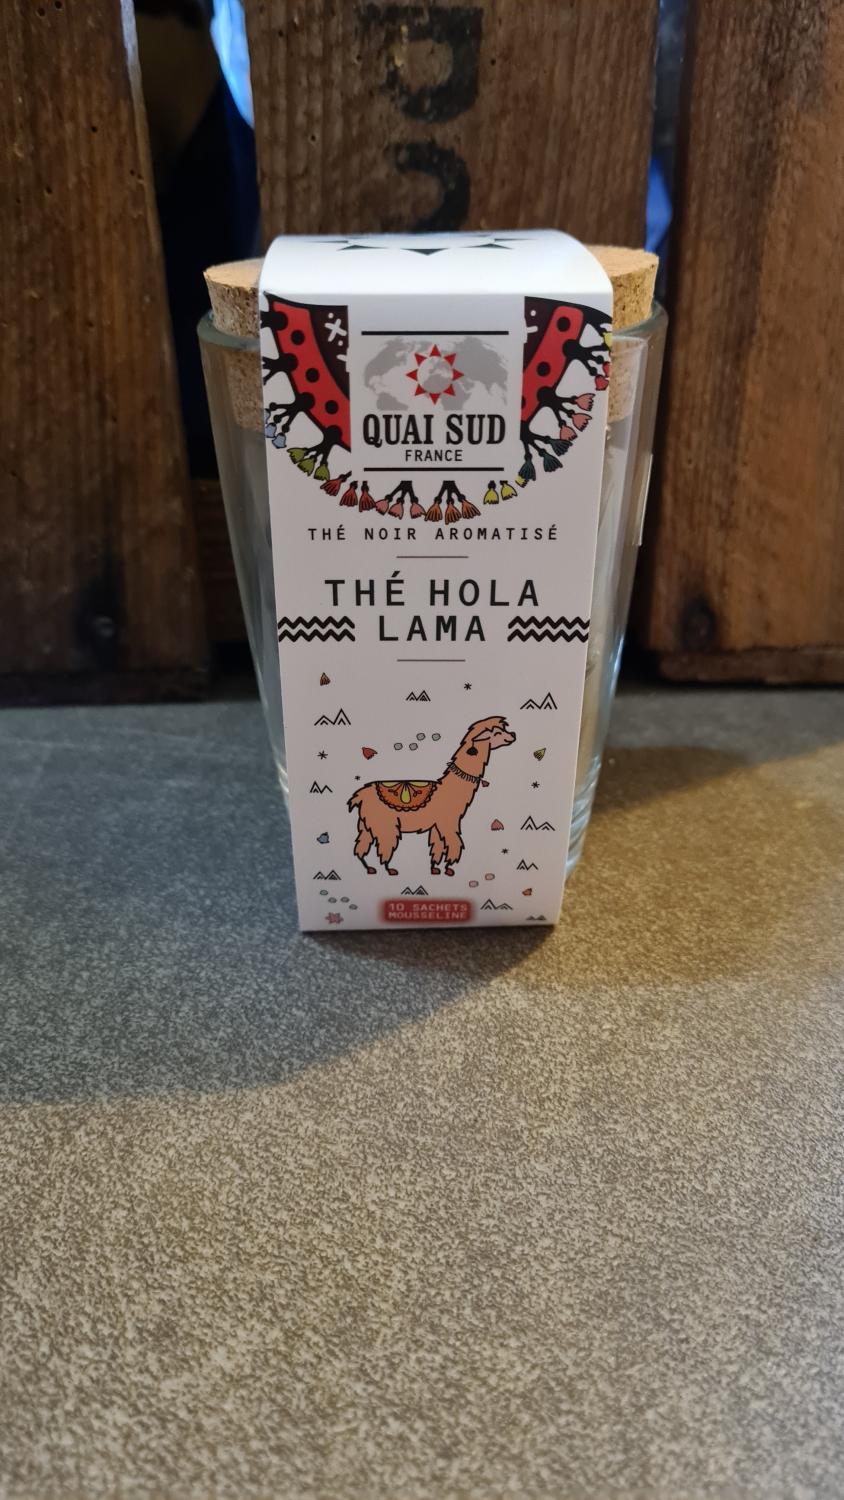 QUAI SUD
FRANCE
THÉ NOIR AROMATISÉ
THÉ HOLA
LAMA
10 SACHETS
MOUSSELINE